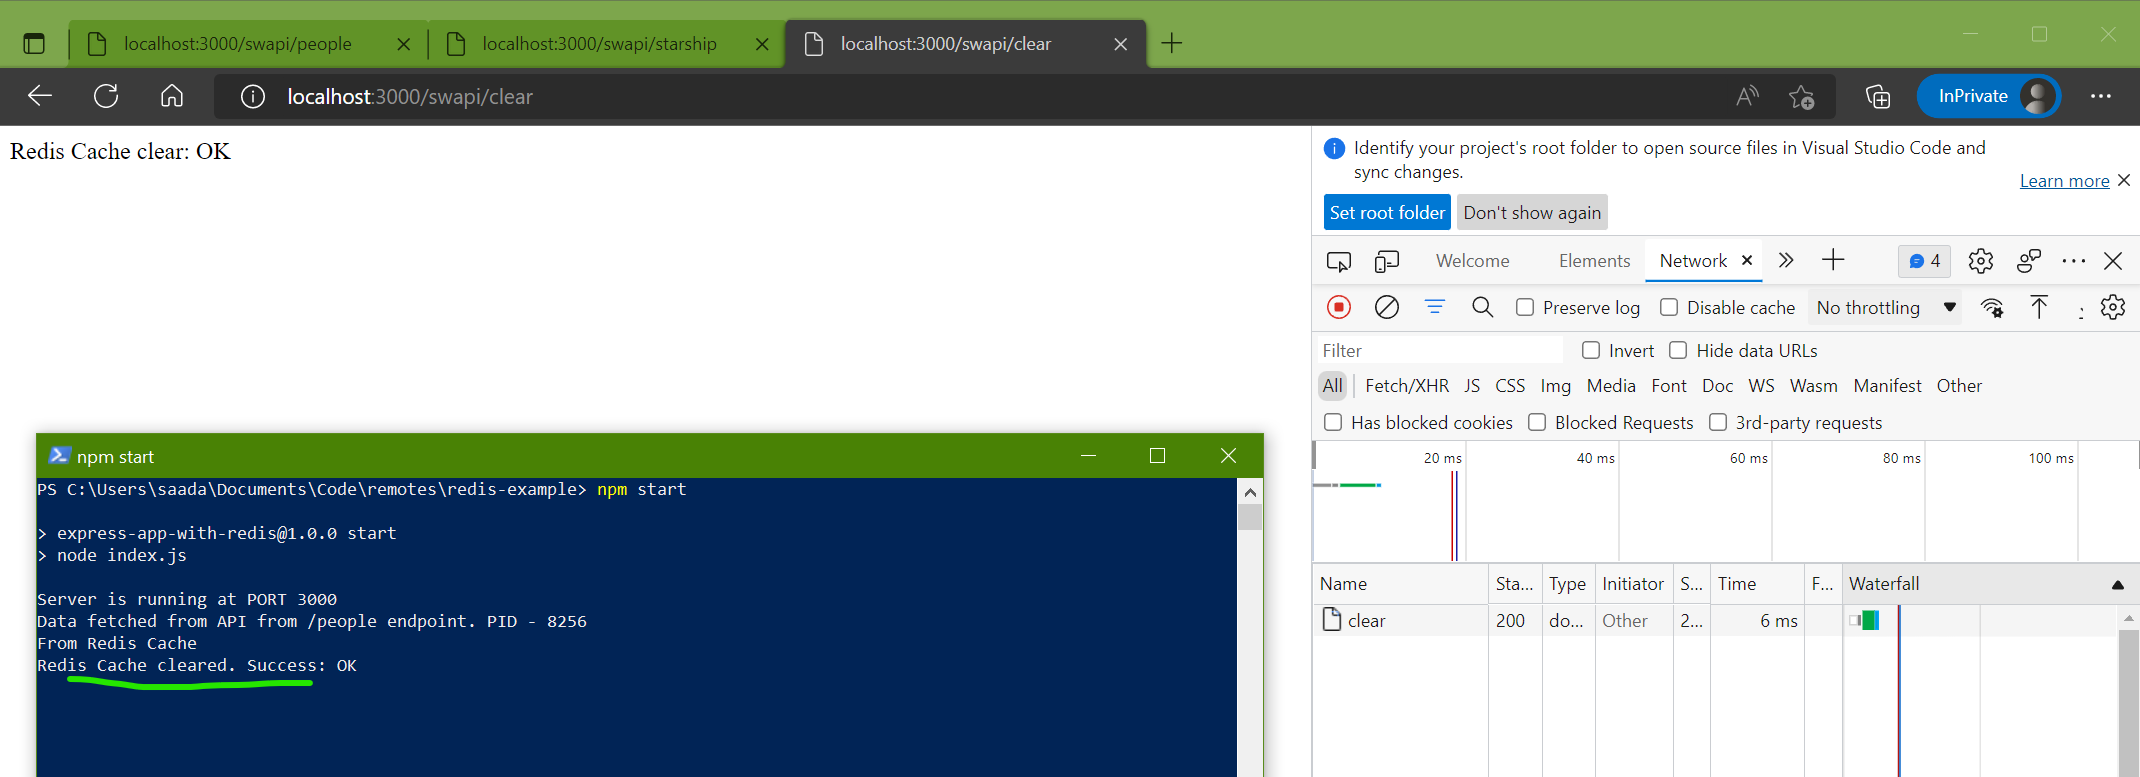 localhost:3000/swapi/people
localhost:3000/swapi/starship
localhost:3000/swapi/clear
localhost:3000/swapi/clear
InPrivate
Redis Cache clear: OK
Identify your project's root folder to open source files in Visual Studio Code and
sync changes.
Learn more
Set root folder
Don't show again
Welcome
Elements
Network
4
Preserve log
Disable cache
No throttling
Filter
Invert
Hide data URLs
All
Fetch/XHR
JS
CSS
Img
Media
Font
Doc
WS
Wasm
Manifest
Other
Has blocked cookies
Blocked Requests
3rd-party requests
20 ms
40 ms
60 ms
80 ms
100 ms
Name
Sta...
Type
Initiator
S...
Time
F...
Waterfall
clear
200
do...
Other
2...
6 ms
npm start
PS C:\Users\saada\Documents\Code\remotes\redis-example> npm start
> express-app-with-redis@1.0.0 start
> node index.js
Server is running at PORT 3000
Data fetched from API from /people endpoint. PID - 8256
From Redis Cache
Redis Cache cleared. Success: OK